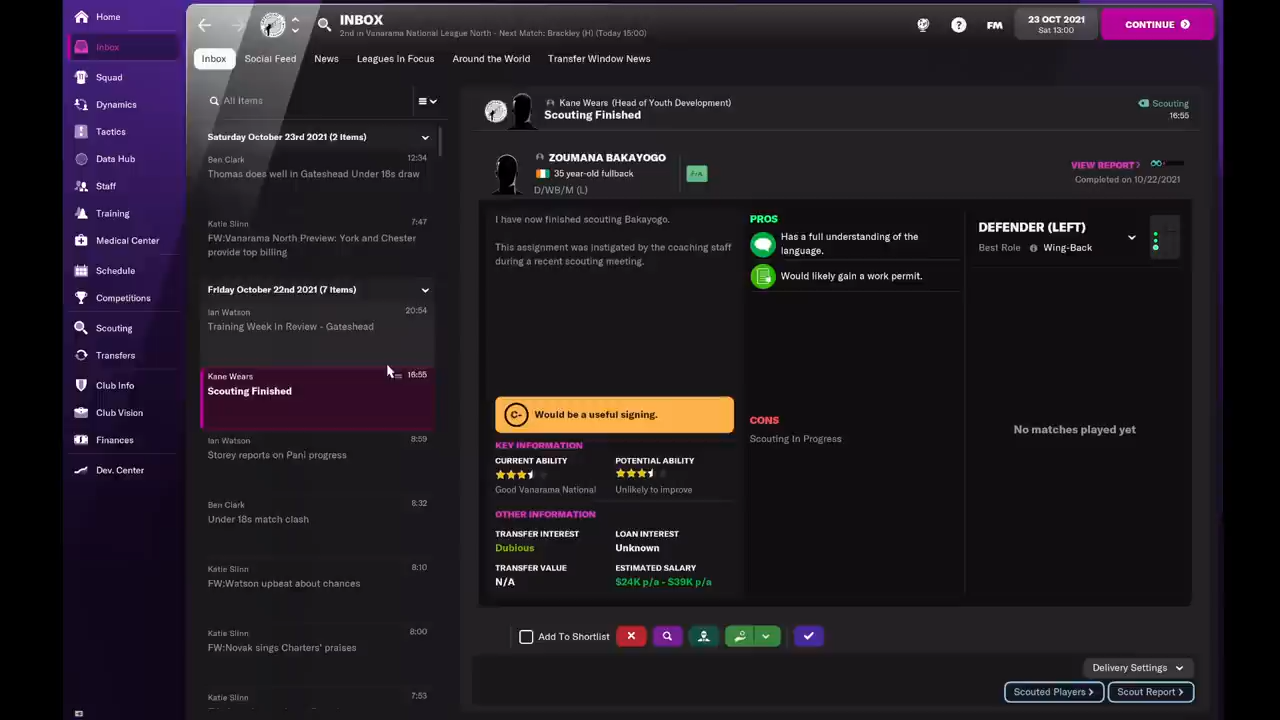 Home
Inbox
Squad
Dynamics
Tactics
Data Hub
Staff
Training
Medical Center
Schedule
Competitions
Scouting
Transfers
Club Info
Club Vision
Finances
Dev. Center
INBOX
2nd in Vanarama National League North - Next Match: Brackley (H) (Today 15:00)
FM
23 OCT 2021
Sat 13:00
CONTINUE
Inbox
Social Feed
News
Leagues In Focus
Around the World
Transfer Window News
All Items
Saturday October 23rd 2021 (2 Items)
Ben Clark 12:34
Thomas does well in Gateshead Under 18s draw
Katie Slinn 7:47
FW:Vanarama North Preview: York and Chester
provide top billing
Friday October 22nd 2021 (7 Items)
Ian Watson 20:54
Training Week in Review - Gateshead
Kane Wears 16:55
Scouting Finished
Ian Watson 8:59
Storey reports on Pani progress
Ben Clark 8:32
Under 18s match clash
Katie Slinn 8:10
FW:Watson upbeat about chances
Katie Slinn 8:00
FW:Novak sings Charters' praises
Katie Slinn 7:53
Kane Wears (Head of Youth Development)
Scouting Finished
Scouting
16:55
ZOUMANA BAKAYOGO
35 year-old fullback
D/WB/M (L)
VIEW REPORT>
Completed on 10/22/2021
I have now finished scouting Bakayogo.
This assignment was instigated by the coaching staff
during a recent scouting meeting.
C- Would be a useful signing.
KEY INFORMATION
CURRENT ABILITY
POTENTIAL ABILITY
Good Vanarama National
Unlikely to improve
OTHER INFORMATION
TRANSFER INTEREST
LOAN INTEREST
Dubious
Unknown
TRANSFER VALUE
ESTIMATED SALARY
N/A
$24K p/a - $39K p/a
PROS
Has a full understanding of the
language.
Would likely gain a work permit.
CONS
Scouting In Progress
DEFENDER (LEFT)
Best Role Wing-Back
No matches played yet
Add To Shortlist
Delivery Settings
Scouted Players >
Scout Report >